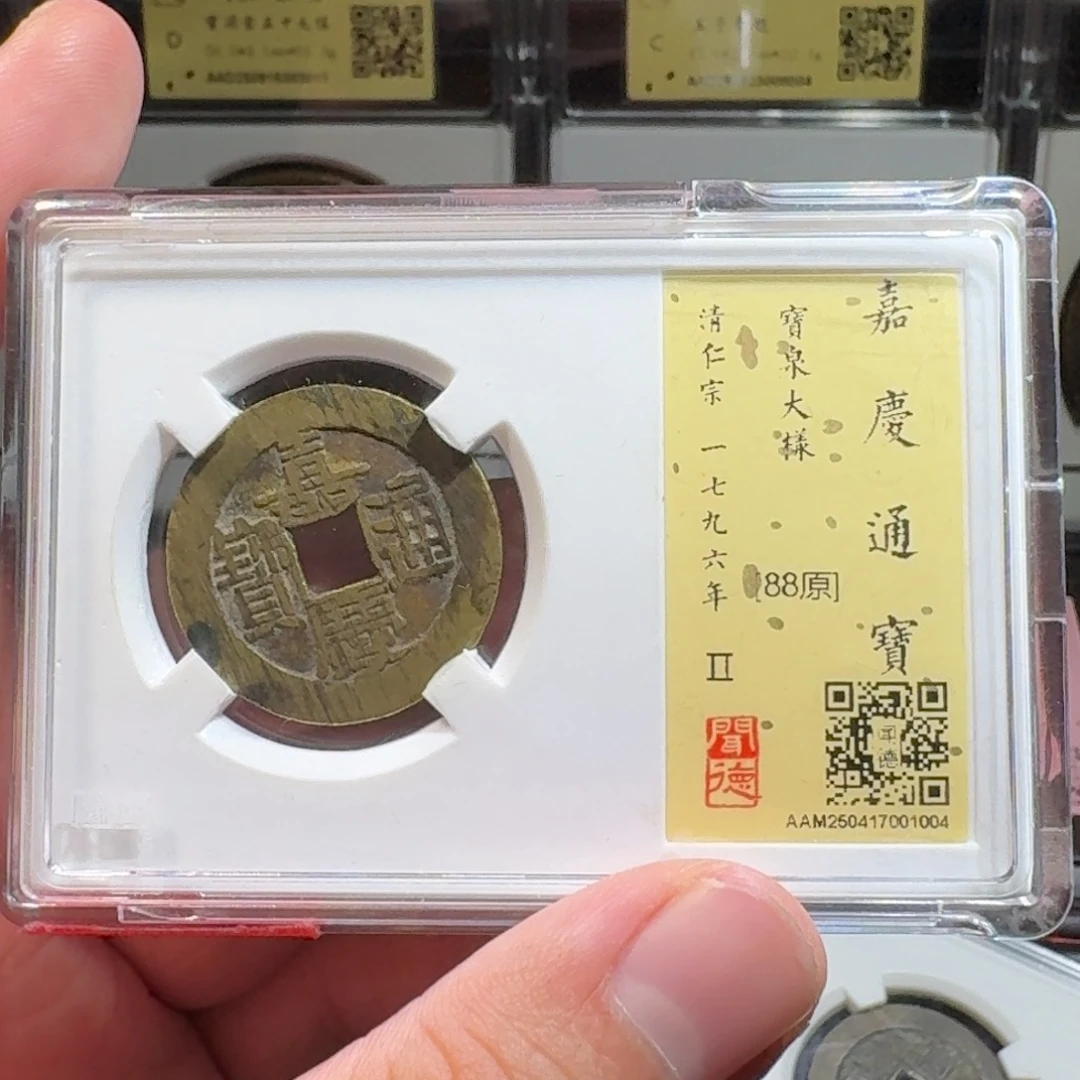 嘉慶通寶
寶泉大樣
[88原]
清仁宗 一七九六年 II
聞德
AAM250417001004
嘉慶通寶
D
C